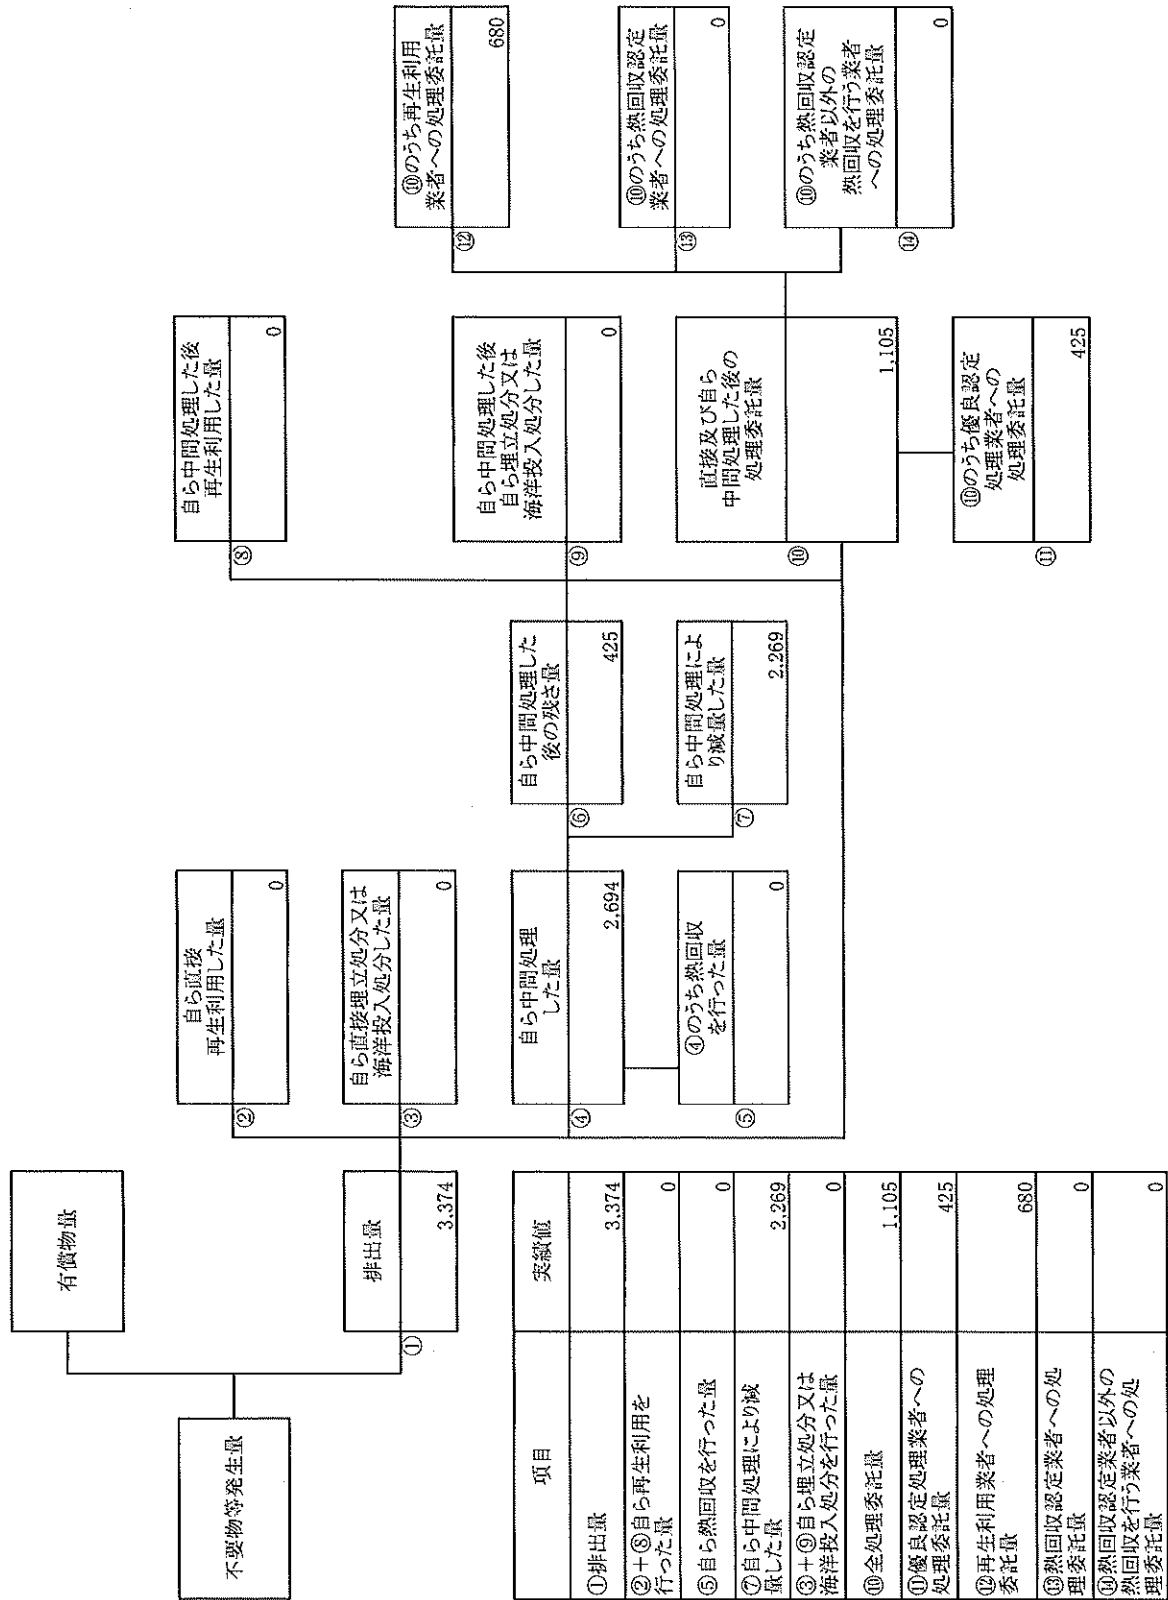 不要物等発生量
有償物量
①
排出量
3,374
②
自ら直接
再生利用した量
0
③
自ら直接埋立処分又は
海洋投入処分した量
0
④
自ら中間処理
した量
2,694
⑤
④のうち熱回収
を行った量
0
⑥
自ら中間処理した
後の残さ量
425
⑦
自ら中間処理によ
り減量した量
2,269
⑧
自ら中間処理した後
再生利用した量
0
⑨
自ら中間処理した後
自ら埋立処分又は
海洋投入処分した量
0
⑩
直接及び自ら
中間処理した後の
処理委託量
1,105
⑪
⑩のうち優良認定
処理業者への
処理委託量
425
⑫
⑩のうち再生利用
業者への処理委託量
680
⑬
⑩のうち熱回収認定
業者への処理委託量
0
⑭
⑩のうち熱回収認定
業者以外の
熱回収を行う業者
への処理委託量
0
項目 実績値
①排出量 3,374
②+⑧自ら再生利用を
行った量 0
⑤自ら熱回収を行った量 0
⑦自ら中間処理により減
量した量 2,269
③+⑨自ら埋立処分又は
海洋投入処分を行った量 0
⑩全処理委託量 1,105
⑪優良認定処理業者への
処理委託量 425
⑫再生利用業者への処理
委託量 680
⑬熱回収認定業者への処
理委託量 0
⑭熱回収認定業者以外の
熱回収を行う業者への処
理委託量 0